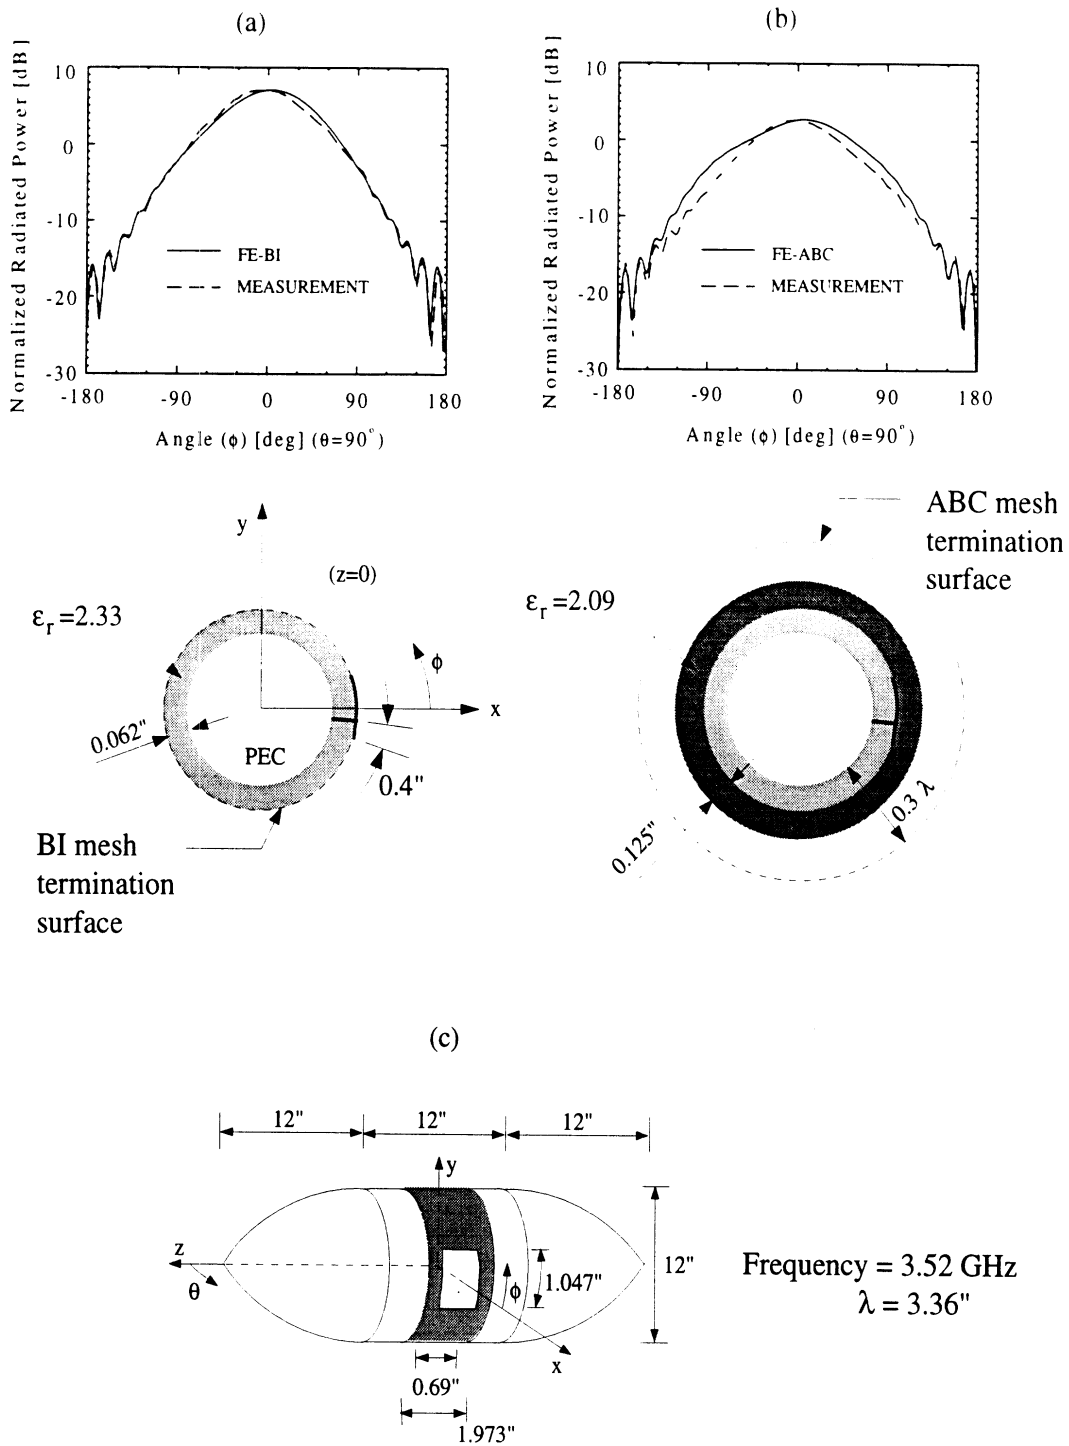 (a)
Normalized Radiated Power [dB]
10
0
-10
-20
-30
FE-BI
MEASUREMENT
-180
-90
0
90
180
Angle (ϕ) [deg] (θ=90°)
(b)
Normalized Radiated Power [dB]
10
0
-10
-20
-30
FE-ABC
MEASUREMENT
-180
-90
0
90
180
Angle (ϕ) [deg] (θ=90°)
y
(z=0)
εr=2.33
ϕ
x
0.062"
PEC
0.4"
BI mesh
termination
surface
ABC mesh
termination
surface
εr=2.09
0.3 λ
0.125"
(c)
12"
12"
12"
y
z
θ
ϕ
1.047"
12"
x
0.69"
1.973"
Frequency = 3.52 GHz
λ = 3.36"